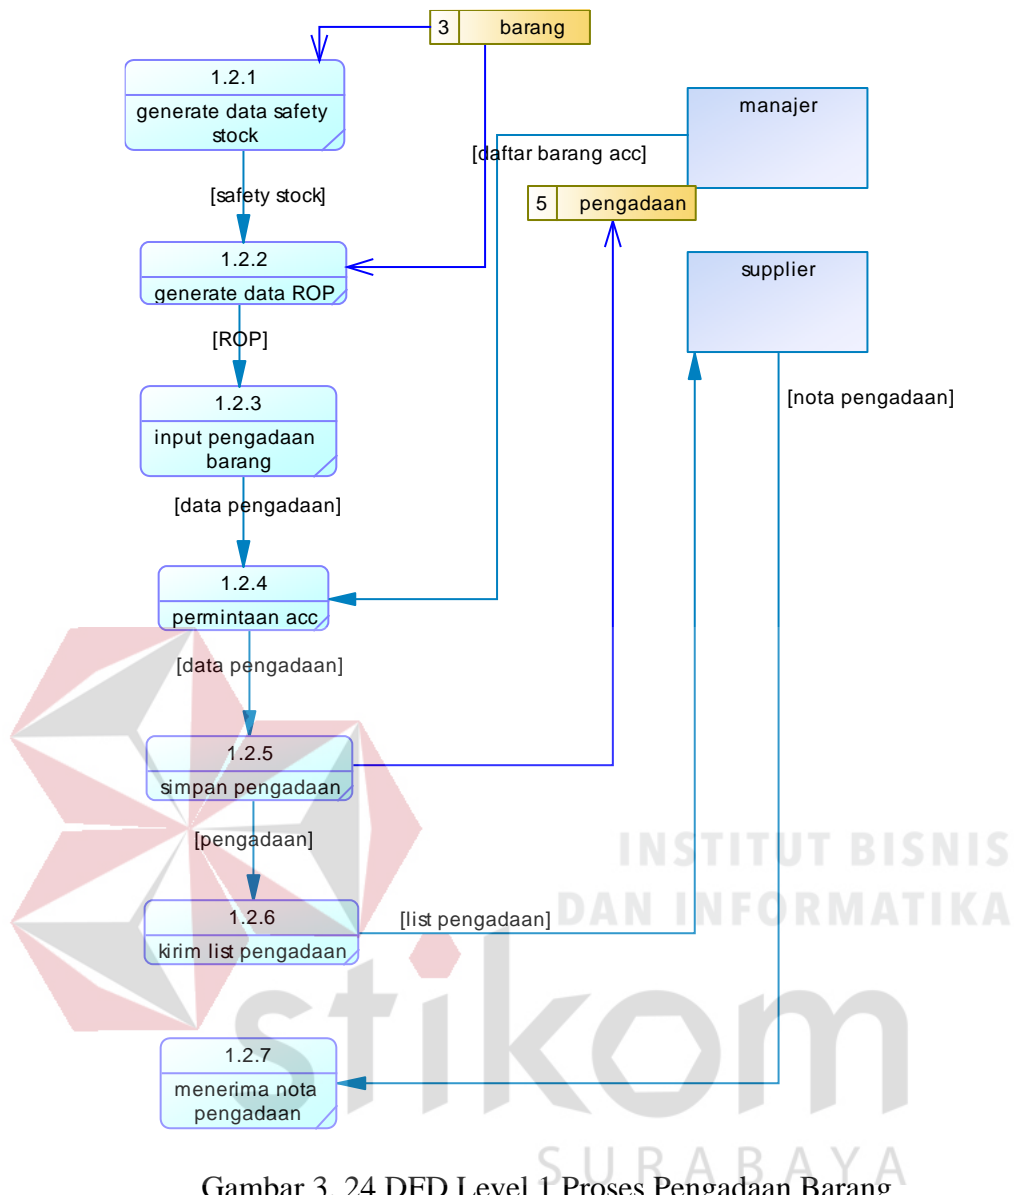 3 barang
1.2.1
generate data safety
stock
manajer
[daftar barang acc]
[safety stock]
5 pengadaan
1.2.2
generate data ROP
supplier
[ROP]
[nota pengadaan]
1.2.3
input pengadaan
barang
[data pengadaan]
1.2.4
permintaan acc
[data pengadaan]
1.2.5
simpan pengadaan
[pengadaan]
INSTITUT BISNIS
DAN INFORMATIKA
1.2.6
kirim list pengadaan
[list pengadaan]
stikom
1.2.7
menerima nota
pengadaan
SURABAYA
Gambar 3. 24 DFD Level 1 Proses Pengadaan Barang